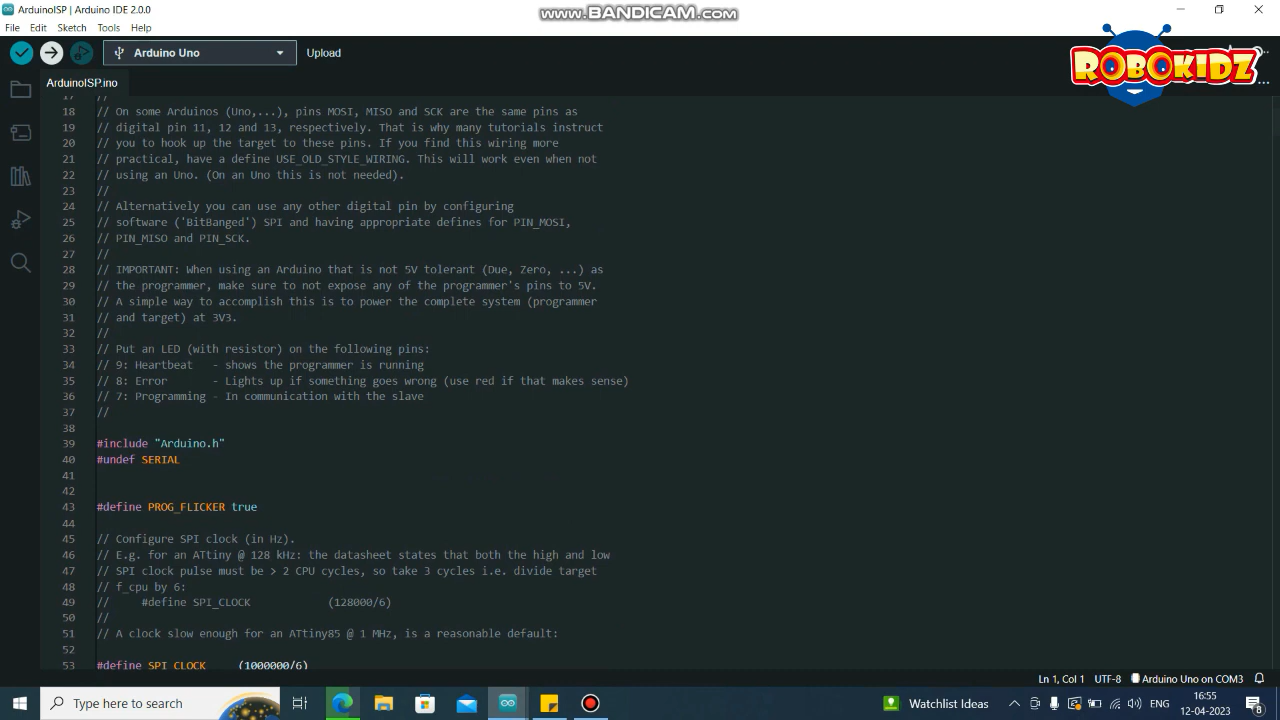 ArduinoISP | Arduino IDE 2.0.0
www.BANDICAM.com
File Edit Sketch Tools Help
Arduino Uno
Upload
ROBOKIDZ
ArduinoISP.ino
17 //
18 // On some Arduinos (Uno,...), pins MOSI, MISO and SCK are the same pins as
19 // digital pin 11, 12 and 13, respectively. That is why many tutorials instruct
20 // you to hook up the target to these pins. If you find this wiring more
21 // practical, have a define USE_OLD_STYLE_WIRING. This will work even when not
22 // using an Uno. (On an Uno this is not needed).
23 //
24 // Alternatively you can use any other digital pin by configuring
25 // software ('BitBanged') SPI and having appropriate defines for PIN_MOSI,
26 // PIN_MISO and PIN_SCK.
27 //
28 // IMPORTANT: When using an Arduino that is not 5V tolerant (Due, Zero, ...) as
29 // the programmer, make sure to not expose any of the programmer's pins to 5V.
30 // A simple way to accomplish this is to power the complete system (programmer
31 // and target) at 3V3.
32 //
33 // Put an LED (with resistor) on the following pins:
34 // 9: Heartbeat - shows the programmer is running
35 // 8: Error - Lights up if something goes wrong (use red if that makes sense)
36 // 7: Programming - In communication with the slave
37 //
38
39 #include "Arduino.h"
40 #undef SERIAL
41
42
43 #define PROG_FLICKER true
44
45 // Configure SPI clock (in Hz).
46 // E.g. for an ATtiny @ 128 kHz: the datasheet states that both the high and low
47 // SPI clock pulse must be > 2 CPU cycles, so take 3 cycles i.e. divide target
48 // f_cpu by 6:
49 // #define SPI_CLOCK (128000/6)
50 //
51 // A clock slow enough for an ATtiny85 @ 1 MHz, is a reasonable default:
52
53 #define SPI_CLOCK (1000000/6)
Ln 1, Col 1 UTF-8 Arduino Uno on COM3
Type here to search
Watchlist Ideas
ENG
16:55
12-04-2023
8